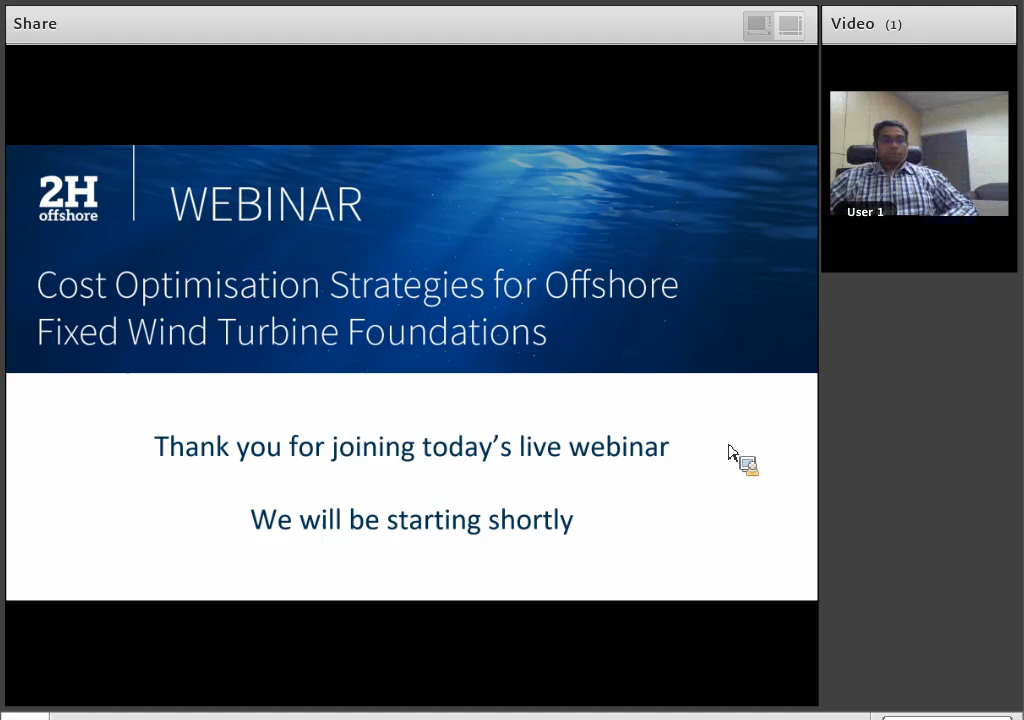 Share
Video (1)
2H
offshore
WEBINAR
Cost Optimisation Strategies for Offshore
Fixed Wind Turbine Foundations
User 1
Thank you for joining today’s live webinar
We will be starting shortly